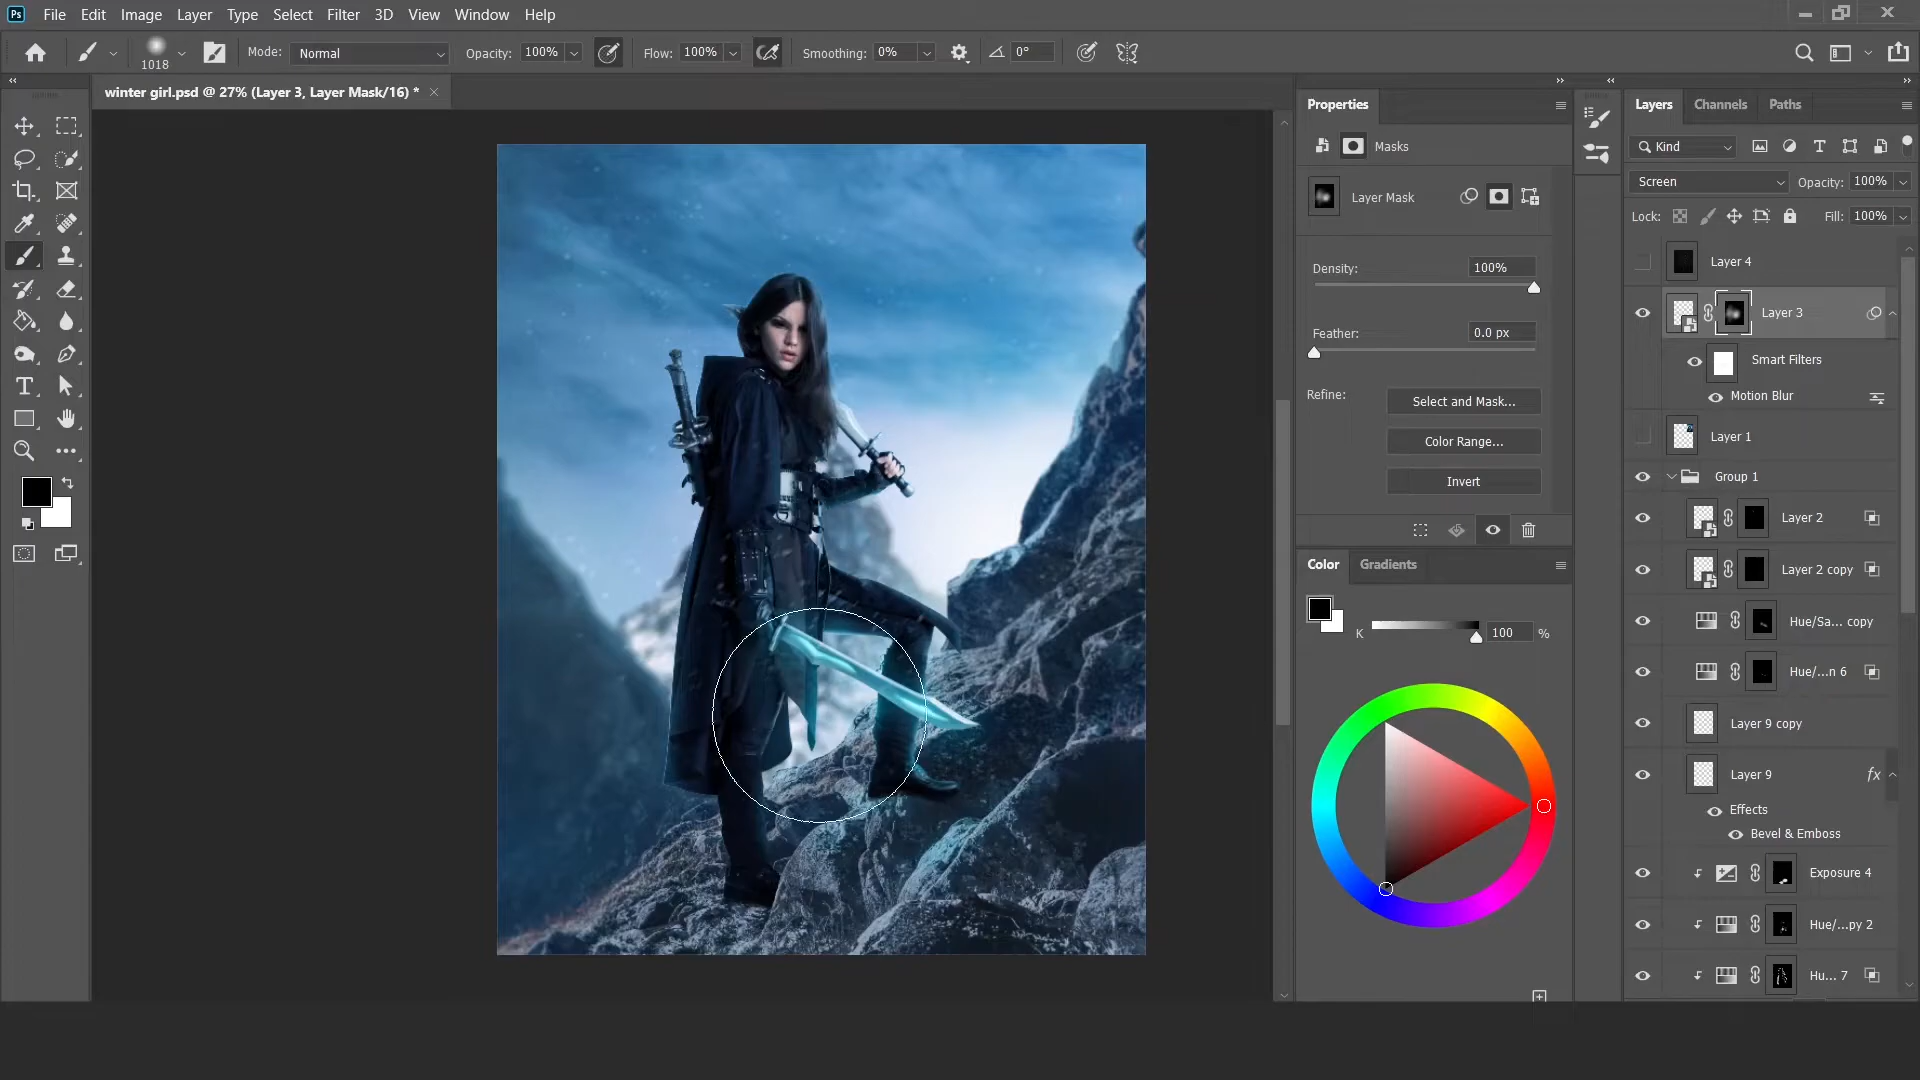 Ps File Edit Image Layer Type Select Filter 3D View Window Help
1018 Mode: Normal Opacity: 100% Flow: 100% Smoothing: 0% 0°
winter girl.psd @ 27% (Layer 3, Layer Mask/16) *
Properties
Masks
Layer Mask
Density: 100%
Feather: 0.0 px
Refine: Select and Mask...
Color Range...
Invert
Color Gradients
K 100 %
Layers Channels Paths
Kind
Screen Opacity: 100%
Lock: Fill: 100%
Layer 4
Layer 3
Smart Filters
Motion Blur
Layer 1
Group 1
Layer 2
Layer 2 copy
Hue/Sa... copy
Hue/...n 6
Layer 9 copy
Layer 9 fx
Effects
Bevel & Emboss
Exposure 4
Hue/...py 2
Hu... 7